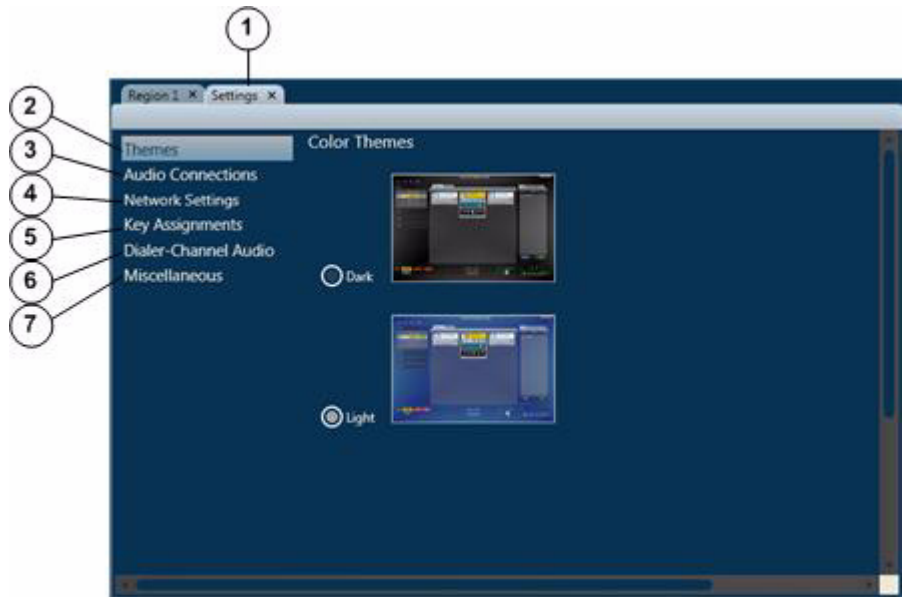 1
Region 1 × Settings ×
2
3
4
5
6
7
Themes
Audio Connections
Network Settings
Key Assignments
Dialer-Channel Audio
Miscellaneous
Color Themes
Dark
Light